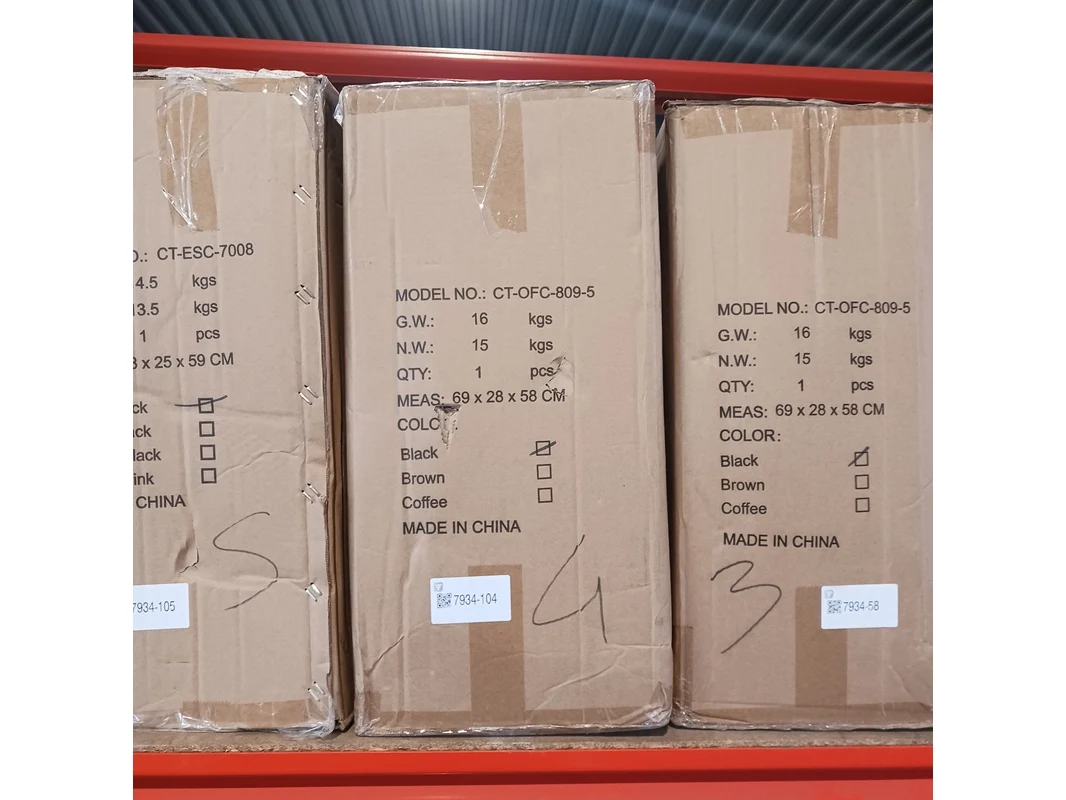 CT-ESC-7008
4.5 kgs
13.5 kgs
1 pcs
x 25 x 59 CM
CHINA
5
7934-105
MODEL NO.: CT-OFC-809-5
G.W.: 16 kgs
N.W.: 15 kgs
QTY: 1 pcs
MEAS: 69 x 28 x 58 CM
COLO :
Black
Brown
Coffee
MADE IN CHINA
7934-104
4
MODEL NO.: CT-OFC-809-5
G.W.: 16 kgs
N.W.: 15 kgs
QTY: 1 pcs
MEAS: 69 x 28 x 58 CM
COLOR:
Black
Brown
Coffee
MADE IN CHINA
3
7934-58